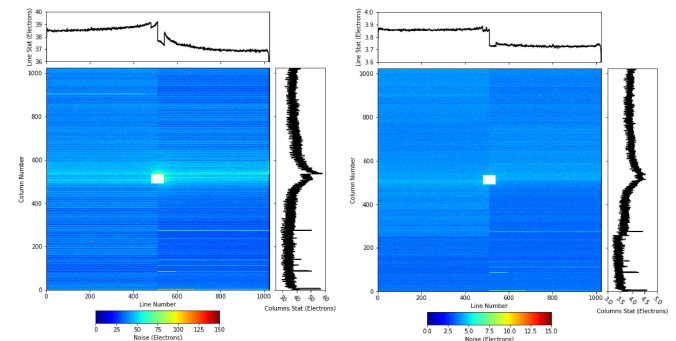 Line Stat (Electrons)
40
39
38
37
36
Column Number
1000
800
600
400
200
0
0 200 400 600 800 1000
Line Number
30 40 50 60
Columns Stat (Electrons)
0 25 50 75 100 125 150
Noise (Electrons)
Line Stat (Electrons)
4.0
3.9
3.8
3.7
3.6
Column Number
1000
800
600
400
200
0
0 200 400 600 800 1000
Line Number
3.0 3.5 4.0 4.5 5.0
Columns Stat (Electrons)
0.0 2.5 5.0 7.5 10.0 12.5 15.0
Noise (Electrons)